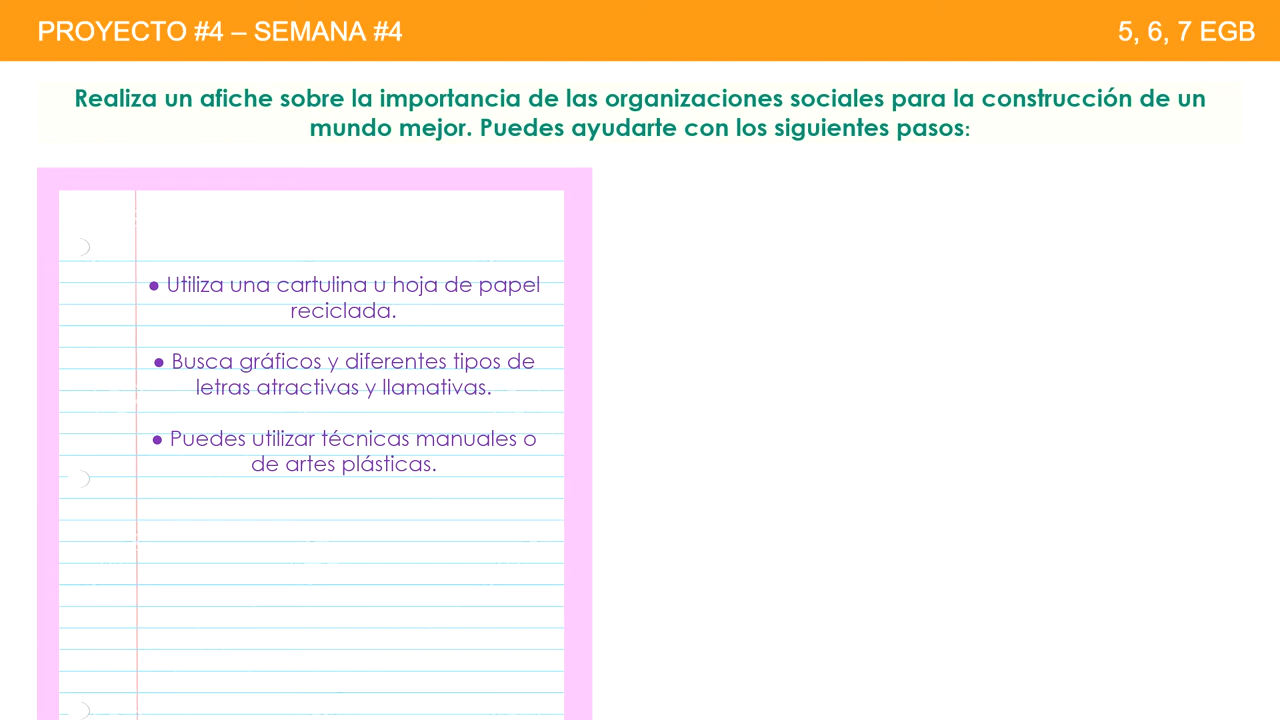 PROYECTO #4 – SEMANA #4
5, 6, 7 EGB
Realiza un afiche sobre la importancia de las organizaciones sociales para la construcción de un
mundo mejor. Puedes ayudarte con los siguientes pasos:
● Utiliza una cartulina u hoja de papel
reciclada.
● Busca gráficos y diferentes tipos de
letras atractivas y llamativas.
● Puedes utilizar técnicas manuales o
de artes plásticas.